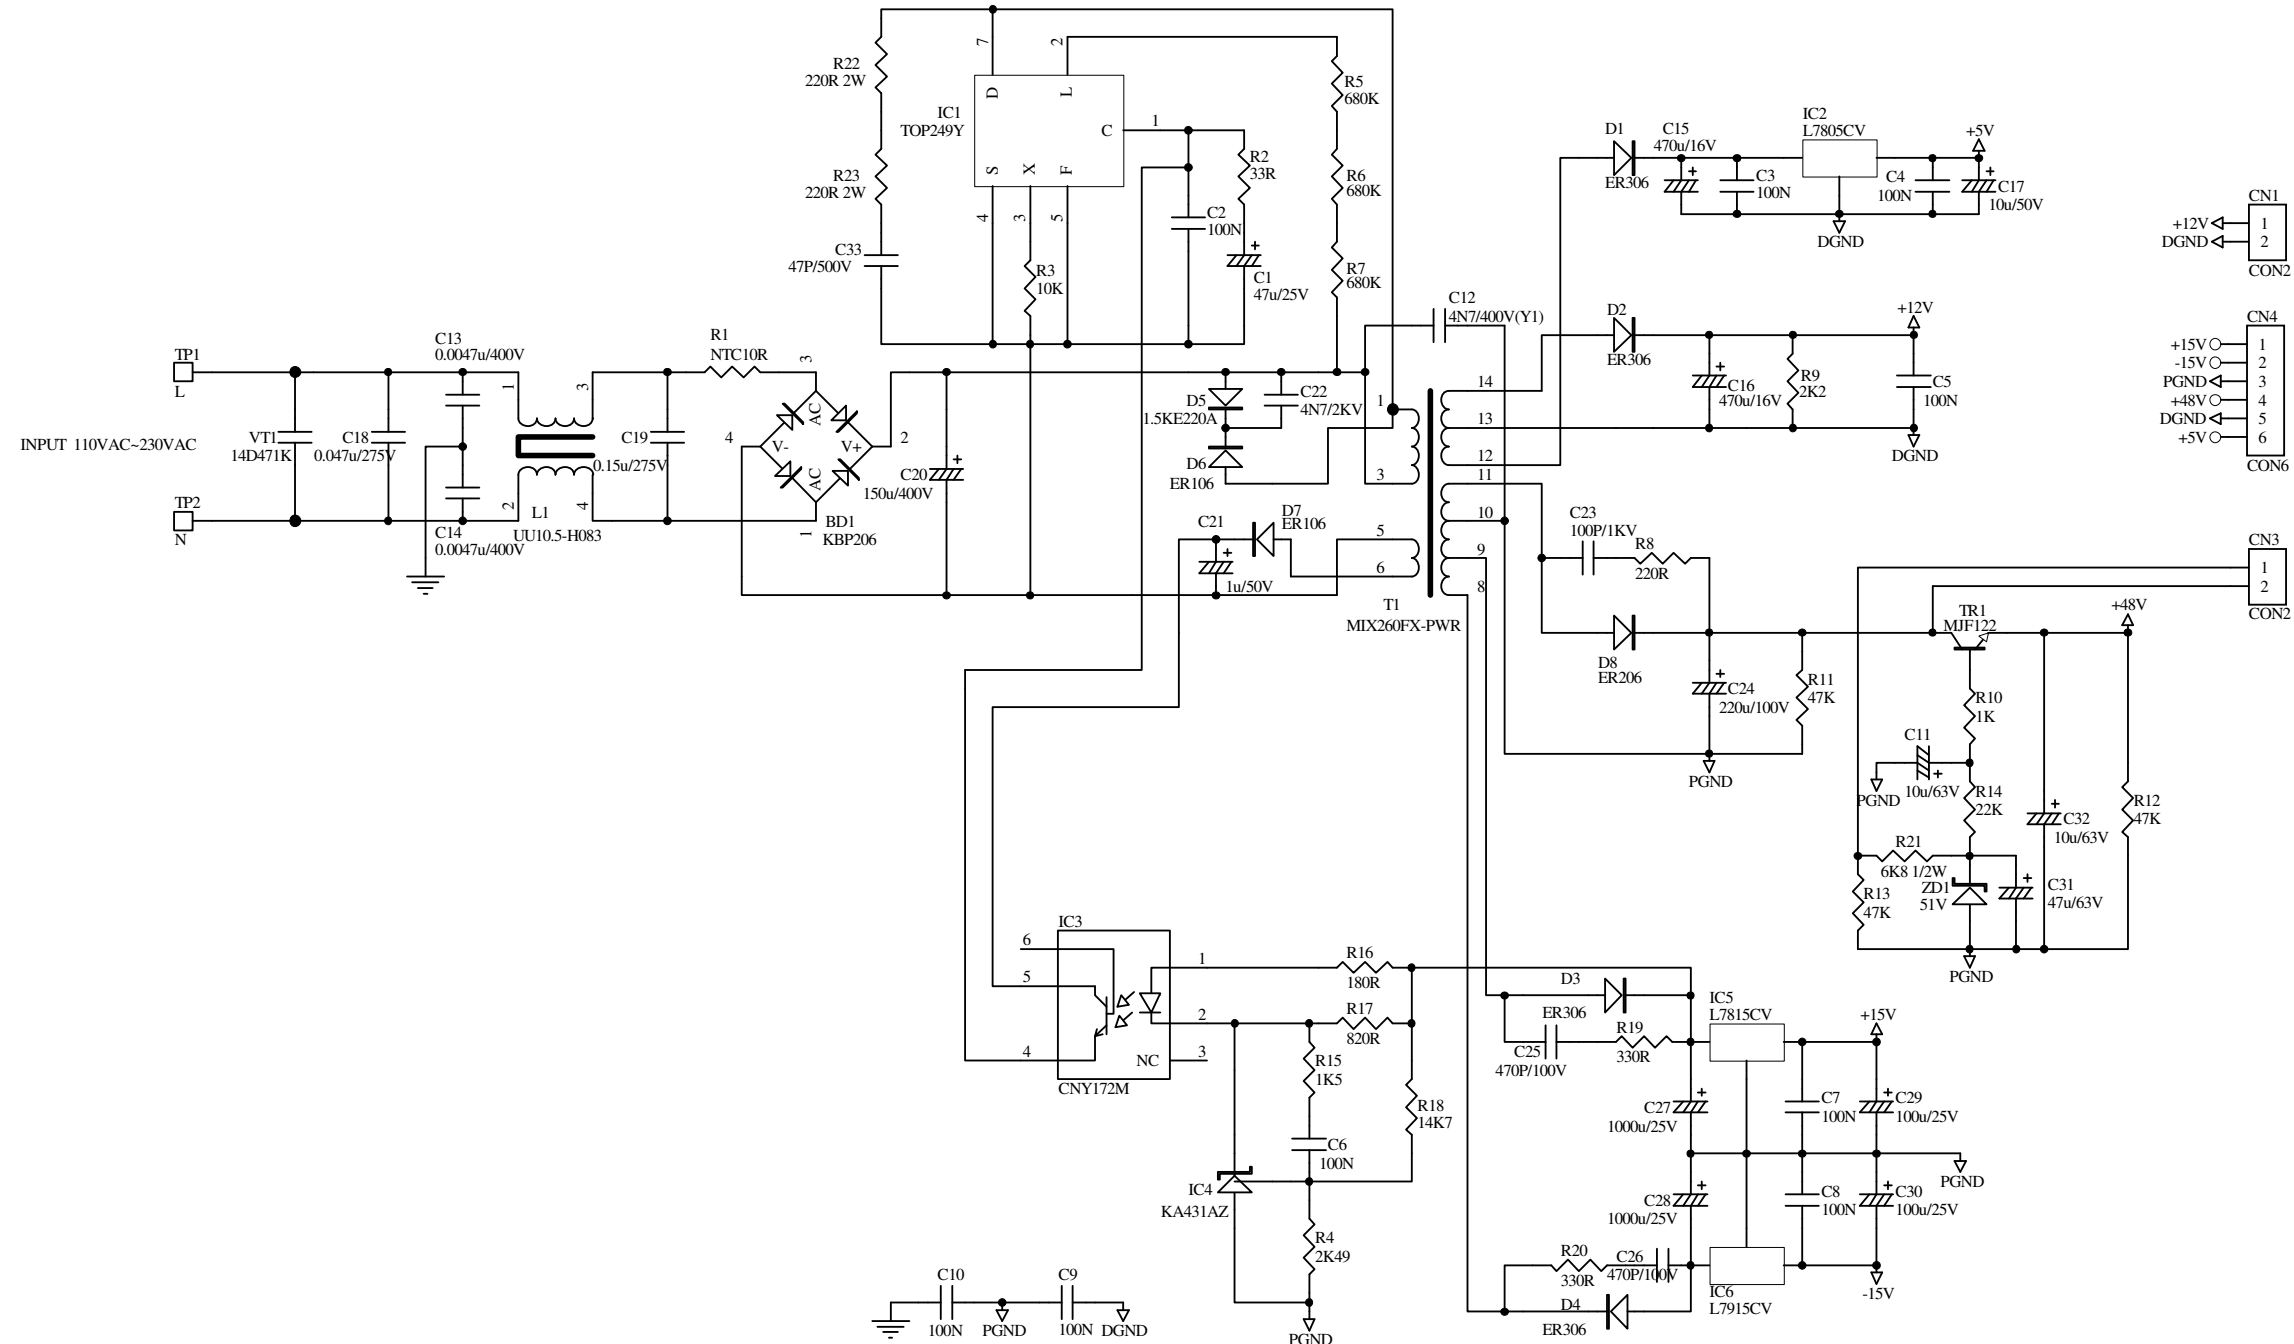 R22
220R 2W
R23
220R 2W
C33
47P/500V
IC1
TOP249Y
7
2
D
L
C
1
S
X
F
4
3
5
R3
10K
C2
100N
R2
33R
+
C1
47u/25V
R5
680K
R6
680K
R7
680K
C12
4N7/400V(Y1)
D1
ER306
C15
470u/16V
+
C3
100N
IC2
L7805CV
C4
100N
+5V
+
C17
10u/50V
DGND
CN1
+12V
1
DGND
2
CON2
D2
ER306
+
C16
470u/16V
R9
2K2
+12V
C5
100N
DGND
CN4
+15V
1
-15V
2
PGND
3
+48V
4
DGND
5
+5V
6
CON6
INPUT 110VAC~230VAC
TP1
L
TP2
N
VT1
14D471K
C18
0.047u/275V
C13
0.0047u/400V
C14
0.0047u/400V
1
3
2
4
L1
UU10.5-H083
C19
0.15u/275V
R1
NTC10R
3
AC
4
V-
V+
2
AC
1
BD1
KBP206
+
C20
150u/400V
D5
1.5KE220A
C22
4N7/2KV
D6
ER106
D7
ER106
C21
+
1u/50V
1
3
5
6
14
13
12
11
10
9
8
T1
MIX260FX-PWR
C23
100P/1KV
R8
220R
D8
ER206
+
C24
220u/100V
R11
47K
PGND
CN3
1
2
CON2
TR1
MJF122
+48V
R10
1K
C11
+
10u/63V
PGND
R14
22K
+
C32
10u/63V
R12
47K
R21
6K8 1/2W
R13
47K
ZD1
51V
+
C31
47u/63V
PGND
IC3
6
5
4
1
2
NC
3
CNY172M
R16
180R
R17
820R
R15
1K5
R18
14K7
C6
100N
IC4
KA431AZ
R4
2K49
PGND
D3
ER306
C25
470P/100V
R19
330R
IC5
L7815CV
+15V
+
C27
1000u/25V
C7
100N
+
C29
100u/25V
PGND
+
C28
1000u/25V
C8
100N
+
C30
100u/25V
R20
330R
C26
470P/100V
D4
ER306
IC6
L7915CV
-15V
C10
100N
PGND
C9
100N
DGND